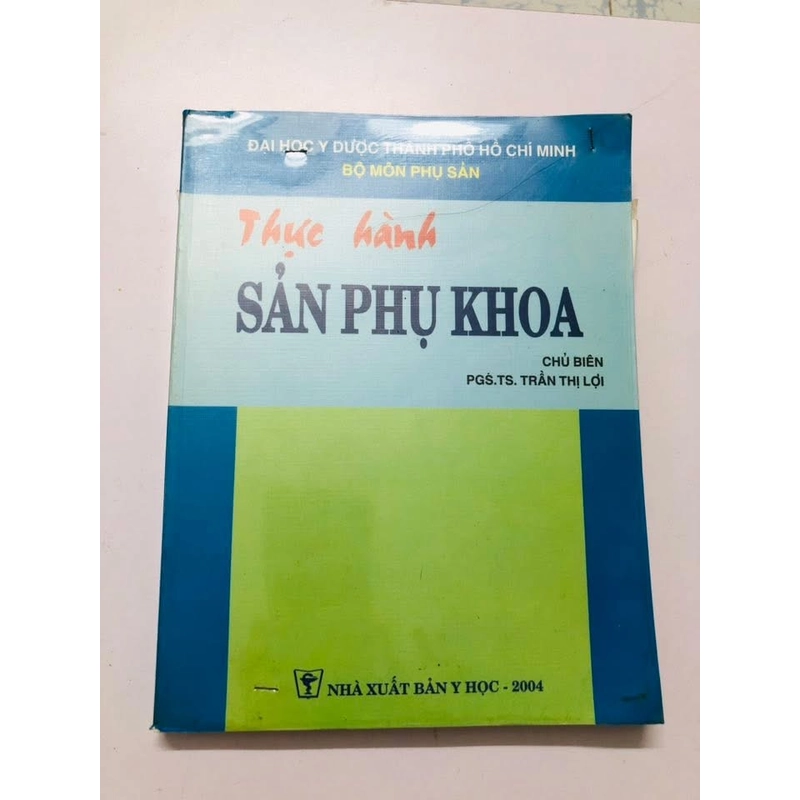 ĐẠI HỌC Y DƯỢC THÀNH PHỐ HỒ CHÍ MINH
BỘ MÔN PHỤ SẢN
Thực hành
SẢN PHỤ KHOA
CHỦ BIÊN
PGS.TS. TRẦN THỊ LỢI
NHÀ XUẤT BẢN Y HỌC - 2004